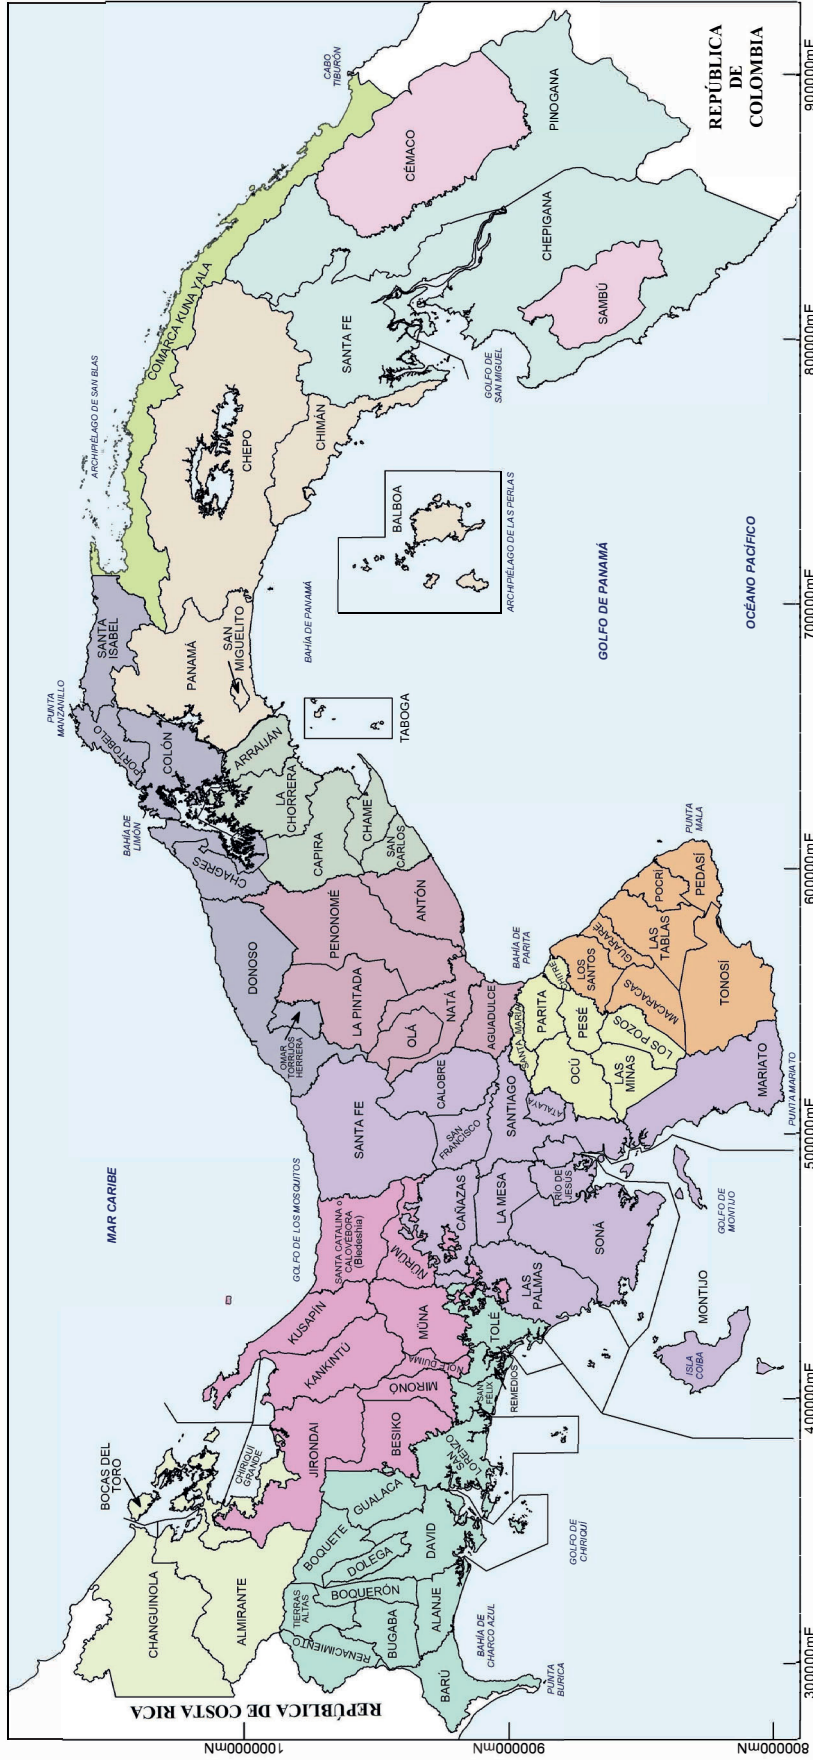 REPÚBLICA DE COSTA RICA
REPÚBLICA
DE
COLOMBIA
MAR CARIBE
GOLFO DE LOS MOSQUITOS
BAHÍA DE
LIMÓN
PUNTA
MANZANILLO
ARCHIPIÉLAGO DE SAN BLAS
CABO
TIBURÓN
BOCAS DEL
TORO
CHANGUINOLA
ALMIRANTE
CHIRIQUÍ
GRANDE
KUSAPÍN
KANKINTÚ
JIRONDAI
SANTA CATALINA o
CALOVÉBORA
(Bledeshia)
NÜRÜM
MÜNA
NOLE DUIMA
MIRONÓ
BESIKO
TIERRAS
ALTAS
RENACIMIENTO
BOQUETE
GUALACA
DOLEGA
BOQUERÓN
BUGABA
DAVID
ALANJE
BARÚ
SAN
LORENZO
SAN
FÉLIX
REMEDIOS
TOLÉ
PUNTA
BURICA
BAHÍA DE
CHARCO AZUL
GOLFO DE
CHIRIQUÍ
SANTA FE
CALOBRE
SAN
FRANCISCO
CAÑAZAS
LA MESA
SANTIAGO
ATALAYA
RÍO DE
JESÚS
LAS
PALMAS
SONÁ
MONTIJO
ISLA
COIBA
GOLFO DE
MONTIJO
MARIATO
PUNTA MARIATO
DONOSO
OMAR
TORRIJOS
HERRERA
CHAGRES
COLÓN
PORTOBELO
SANTA
ISABEL
PENONOMÉ
LA PINTADA
ANTÓN
OLÁ
NATÁ
AGUADULCE
BAHÍA DE
PARITA
SANTA MARÍA
PARITA
CHITRÉ
PESÉ
OCÚ
LOS POZOS
LAS
MINAS
LOS
SANTOS
GUARARÉ
LAS
TABLAS
MACARACAS
POCRÍ
PEDASÍ
TONOSÍ
PUNTA
MALA
CAPIRA
LA
CHORRERA
ARRAIJÁN
CHAME
SAN
CARLOS
PANAMÁ
SAN
MIGUELITO
TABOGA
BAHÍA DE PANAMÁ
CHEPO
CHIMÁN
BALBOA
ARCHIPIÉLAGO DE LAS PERLAS
GOLFO DE PANAMÁ
OCÉANO PACÍFICO
COMARCA KUNA YALA
SANTA FE
GOLFO DE
SAN MIGUEL
CHEPIGANA
PINOGANA
CÉMACO
SAMBÚ
1000000mN
900000mN
800000mN
300000mE
400000mE
500000mE
600000mE
700000mE
800000mE
900000mE